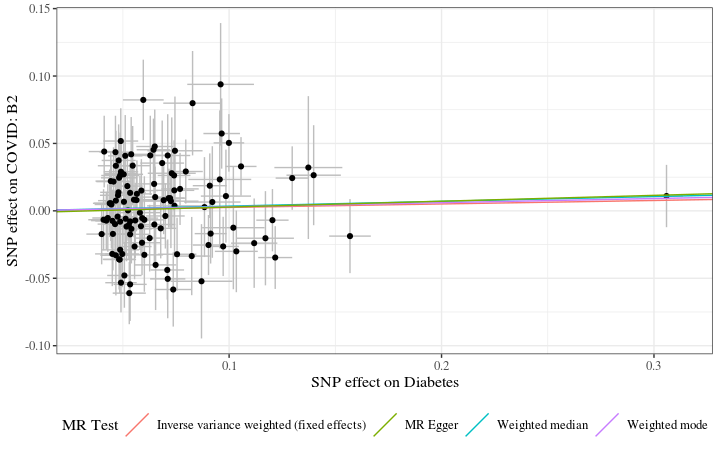 0.15
0.10
0.05
0.00
-0.05
-0.10
SNP effect on COVID: B2
0.1
0.2
0.3
SNP effect on Diabetes
MR Test
Inverse variance weighted (fixed effects)
MR Egger
Weighted median
Weighted mode